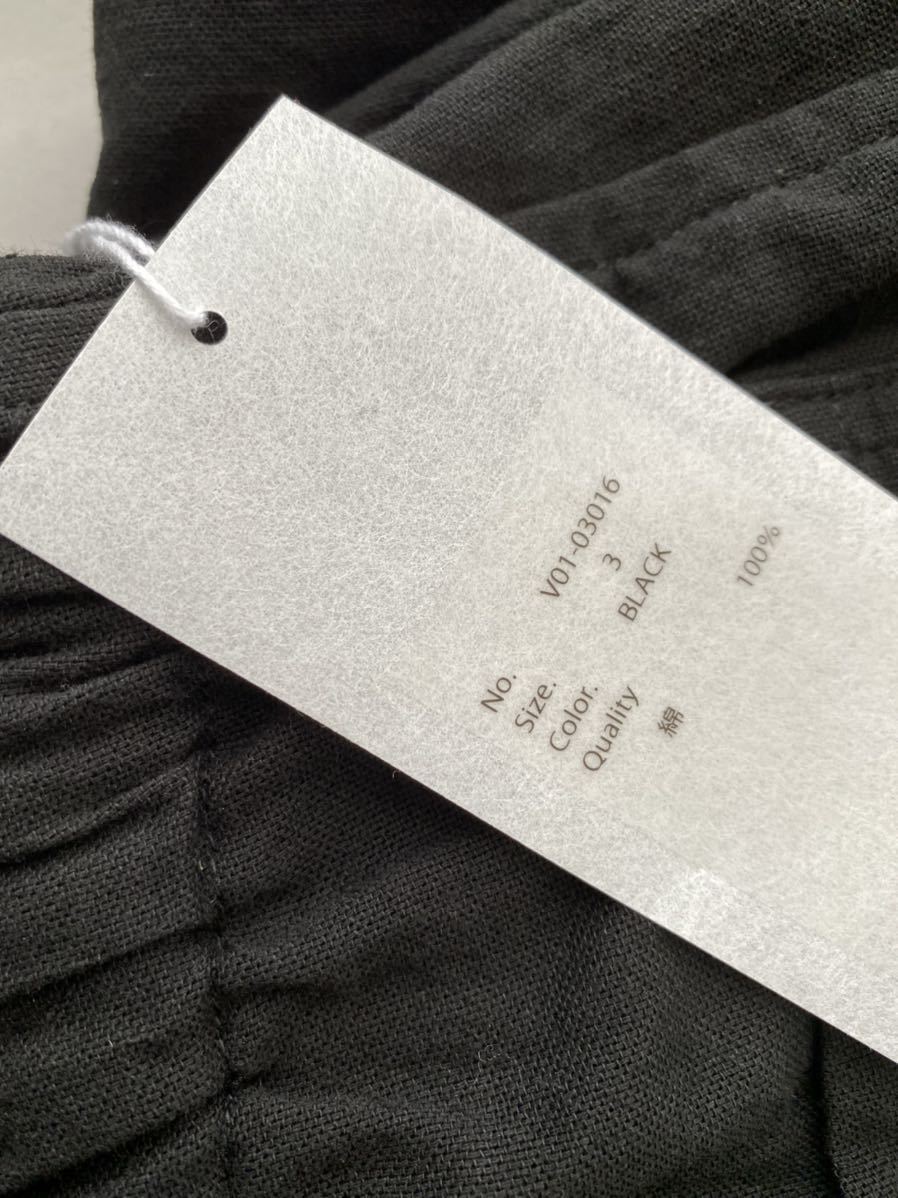 No. V01-03016
Size. 3
Color. BLACK
Quality
綿 100%